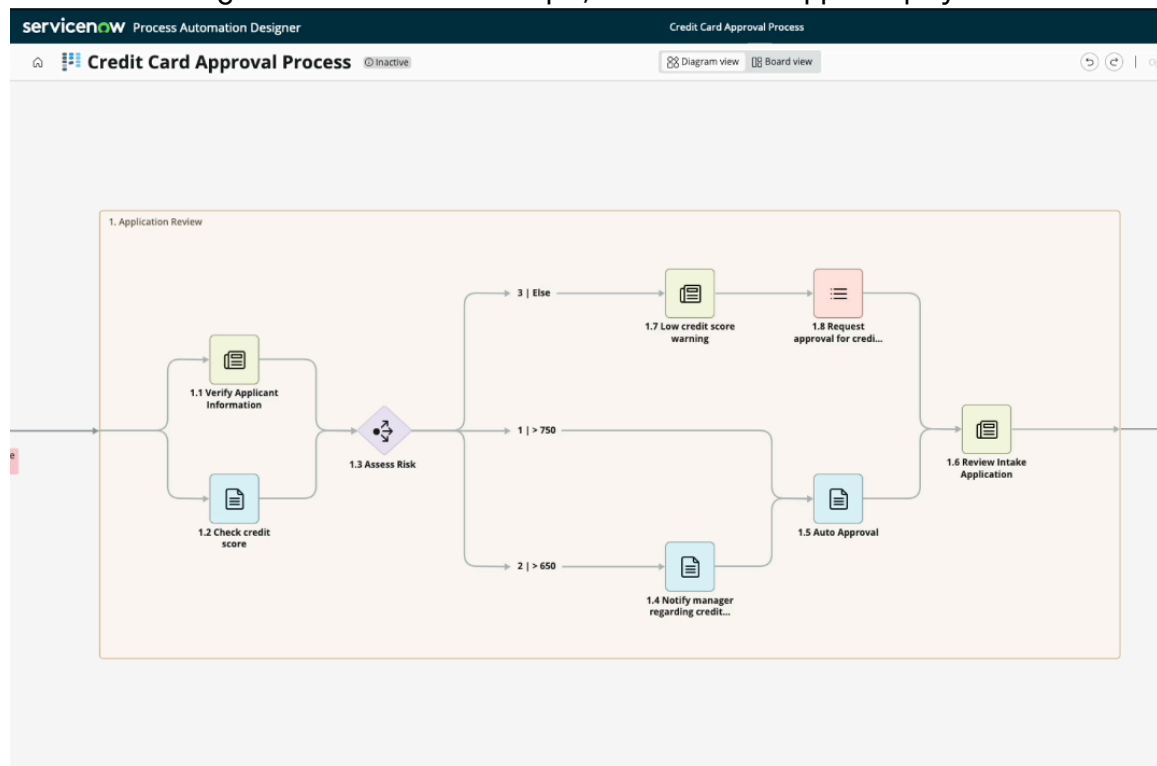 servicenow Process Automation Designer
Credit Card Approval Process
Credit Card Approval Process
Inactive
Diagram view
Board view
1. Application Review
3 | Else
1.7 Low credit score
warning
1.8 Request
approval for credi...
1.1 Verify Applicant
Information
1.3 Assess Risk
1 | > 750
1.6 Review Intake
Application
1.2 Check credit
score
1.5 Auto Approval
2 | > 650
1.4 Notify manager
regarding credit...